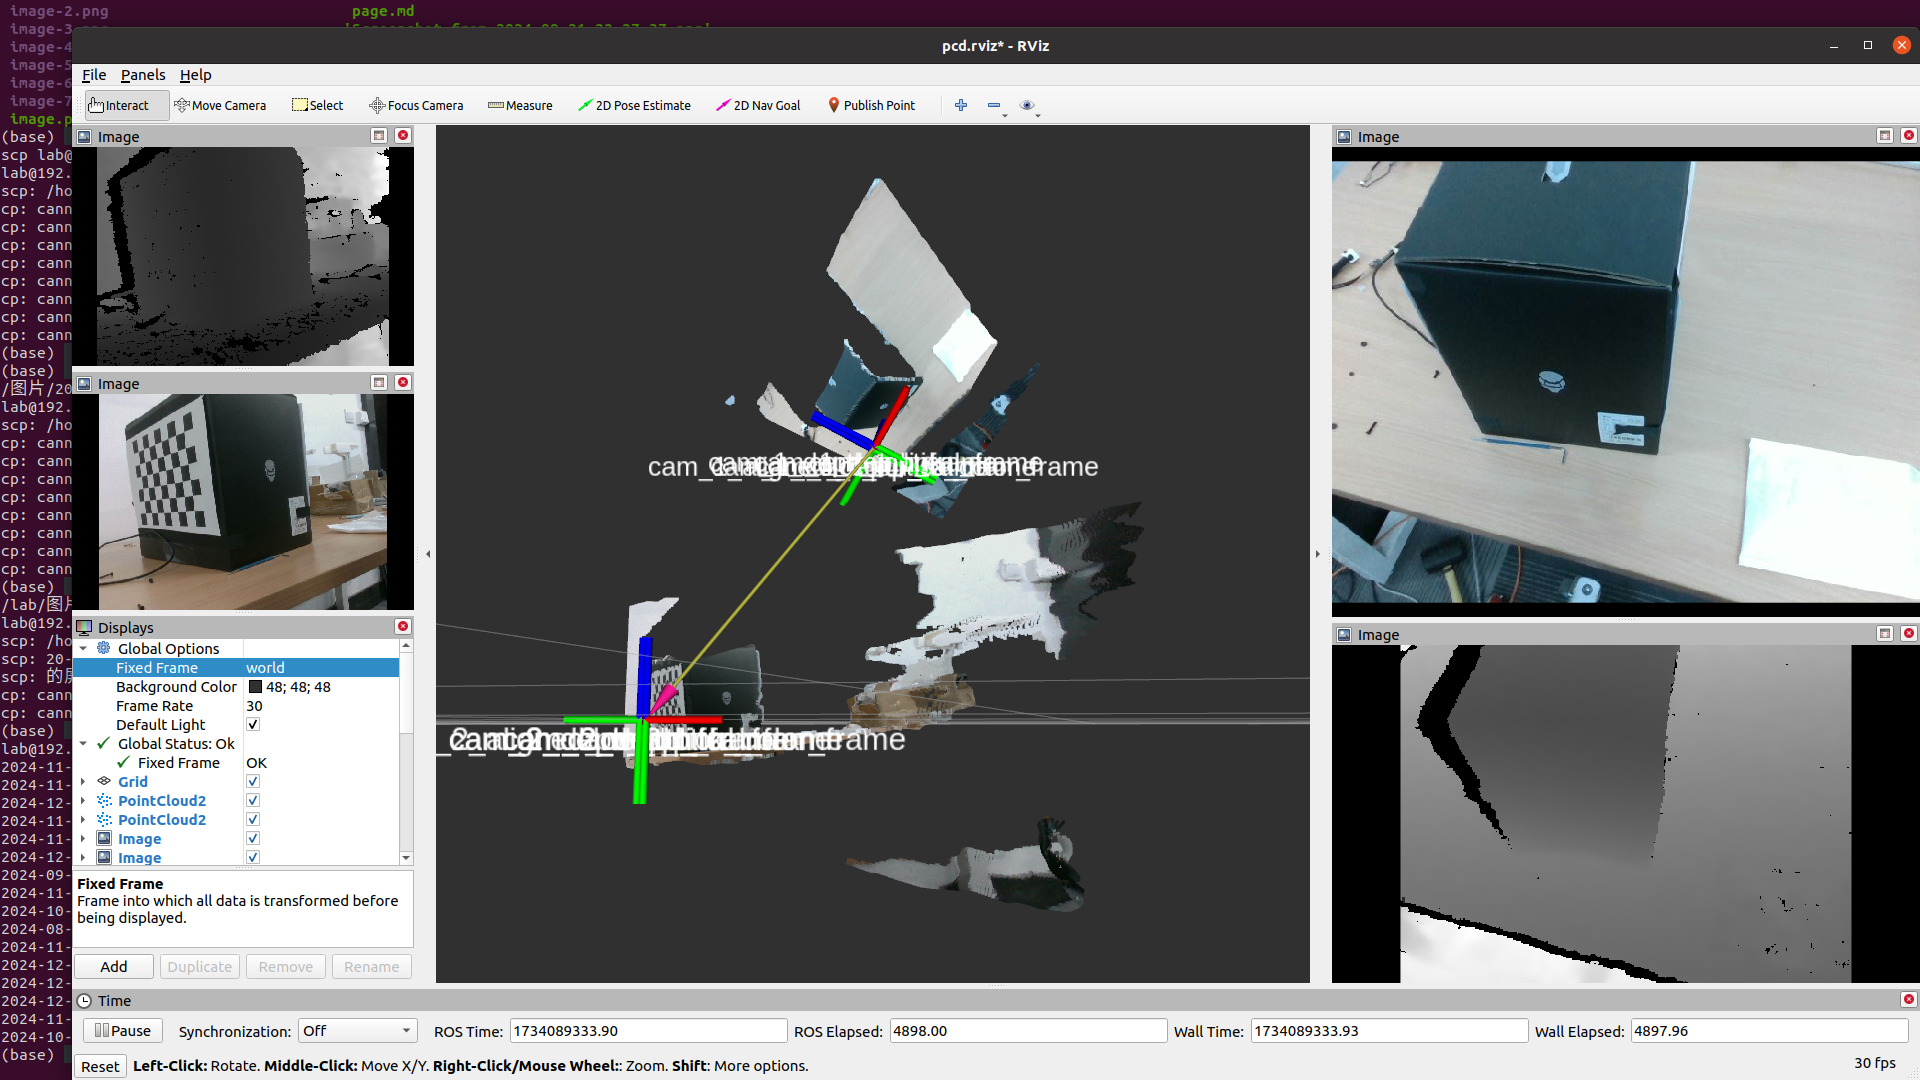 image-2.png page.md
image-3
image-4
image-5
image-6
image-7
image.p
pcd.rviz* - RViz
File Panels Help
Interact Move Camera Select Focus Camera Measure 2D Pose Estimate 2D Nav Goal Publish Point
(base)
scp lab@
lab@192.
scp: /ho
cp: cann
cp: cann
cp: cann
cp: cann
cp: cann
cp: cann
cp: cann
cp: cann
(base)
(base)
/图片/20
lab@192.
scp: /ho
cp: cann
cp: cann
cp: cann
cp: cann
cp: cann
cp: cann
cp: cann
cp: cann
(base)
/lab/图片
lab@192.
scp: /ho
scp: 20-
scp: 的屏
cp: cann
cp: cann
(base)
lab@192.
2024-11-
2024-11-
2024-12-
2024-11-
2024-11-
2024-12-
2024-09-
2024-11-
2024-10-
2024-08-
2024-11-
2024-12-
2024-12-
2024-12-
2024-11-
2024-10-
(base)
Image
Image
Displays
Global Options
Fixed Frame world
Background Color 48; 48; 48
Frame Rate 30
Default Light
Global Status: Ok
Fixed Frame OK
Grid
PointCloud2
PointCloud2
Image
Image
Fixed Frame
Frame into which all data is transformed before
being displayed.
Add Duplicate Remove Rename
Image
Image
Time
Pause Synchronization: Off ROS Time: 1734089333.90 ROS Elapsed: 4898.00 Wall Time: 1734089333.93 Wall Elapsed: 4897.96
Reset Left-Click: Rotate. Middle-Click: Move X/Y. Right-Click/Mouse Wheel:: Zoom. Shift: More options. 30 fps